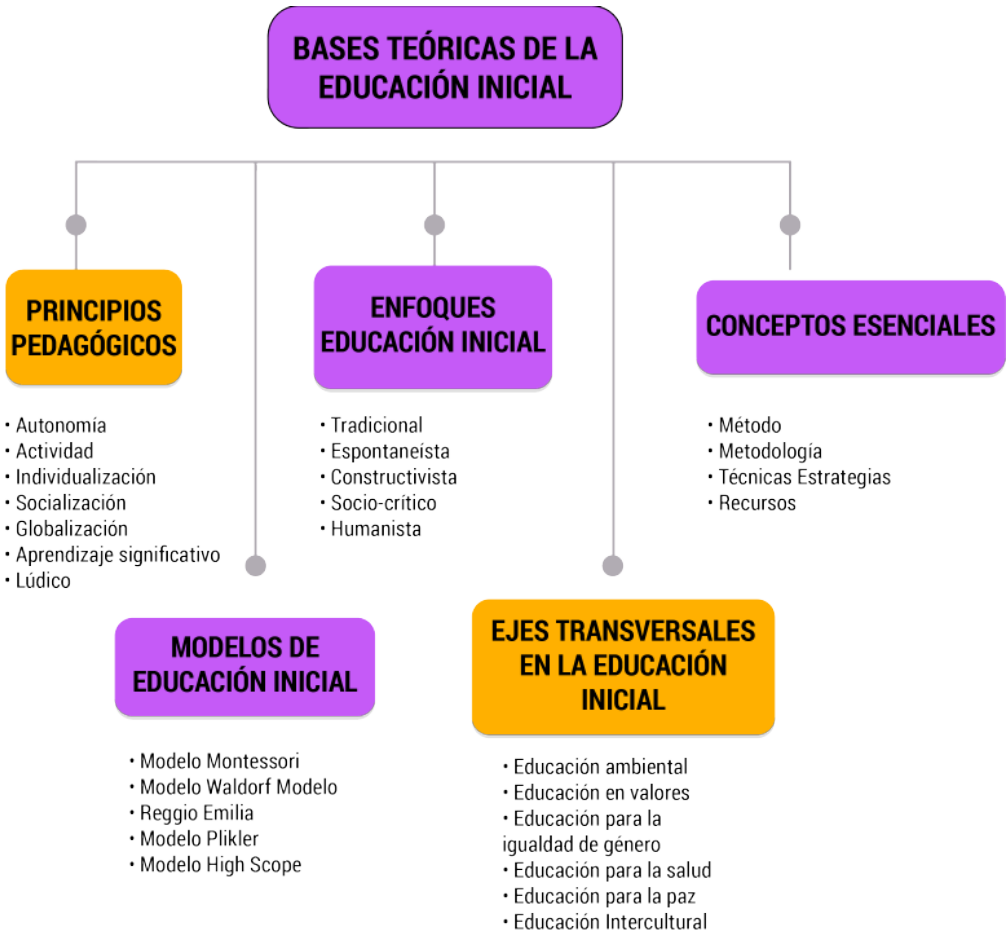 BASES TEÓRICAS DE LA
EDUCACIÓN INICIAL
PRINCIPIOS
PEDAGÓGICOS
• Autonomía
• Actividad
• Individualización
• Socialización
• Globalización
• Aprendizaje significativo
• Lúdico
ENFOQUES
EDUCACIÓN INICIAL
• Tradicional
• Espontaneísta
• Constructivista
• Socio-crítico
• Humanista
CONCEPTOS ESENCIALES
• Método
• Metodología
• Técnicas Estrategias
• Recursos
MODELOS DE
EDUCACIÓN INICIAL
• Modelo Montessori
• Modelo Waldorf Modelo
• Reggio Emilia
• Modelo Plikler
• Modelo High Scope
EJES TRANSVERSALES
EN LA EDUCACIÓN
INICIAL
• Educación ambiental
• Educación en valores
• Educación para la
igualdad de género
• Educación para la salud
• Educación para la paz
• Educación Intercultural